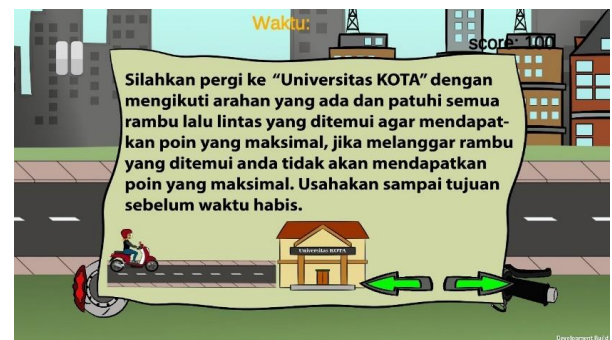 Waktu:
score: 100
Silahkan pergi ke “Universitas KOTA” dengan
mengikuti arahan yang ada dan patuhi semua
rambu lalu lintas yang ditemui agar mendapat-
kan poin yang maksimal, jika melanggar rambu
yang ditemui anda tidak akan mendapatkan
poin yang maksimal. Usahakan sampai tujuan
sebelum waktu habis.
Universitas KOTA
Development Build